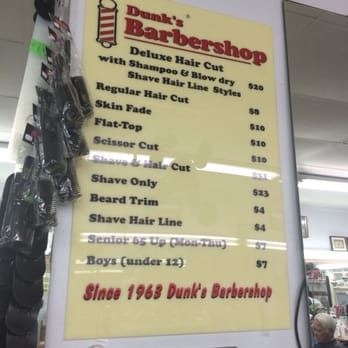 Dunk's
Barbershop
Deluxe Hair Cut
with Shampoo & Blow dry $20
Shave Hair Line Styles
Regular Hair Cut $8
Skin Fade $10
Flat-Top $10
Scissor Cut $10
Shave & Hair Cut
Shave Only $23
Beard Trim $4
Shave Hair Line $4
Senior 65 Up (Mon-Thu) $7
Boys (under 12) $7
Since 1963 Dunk's Barbershop